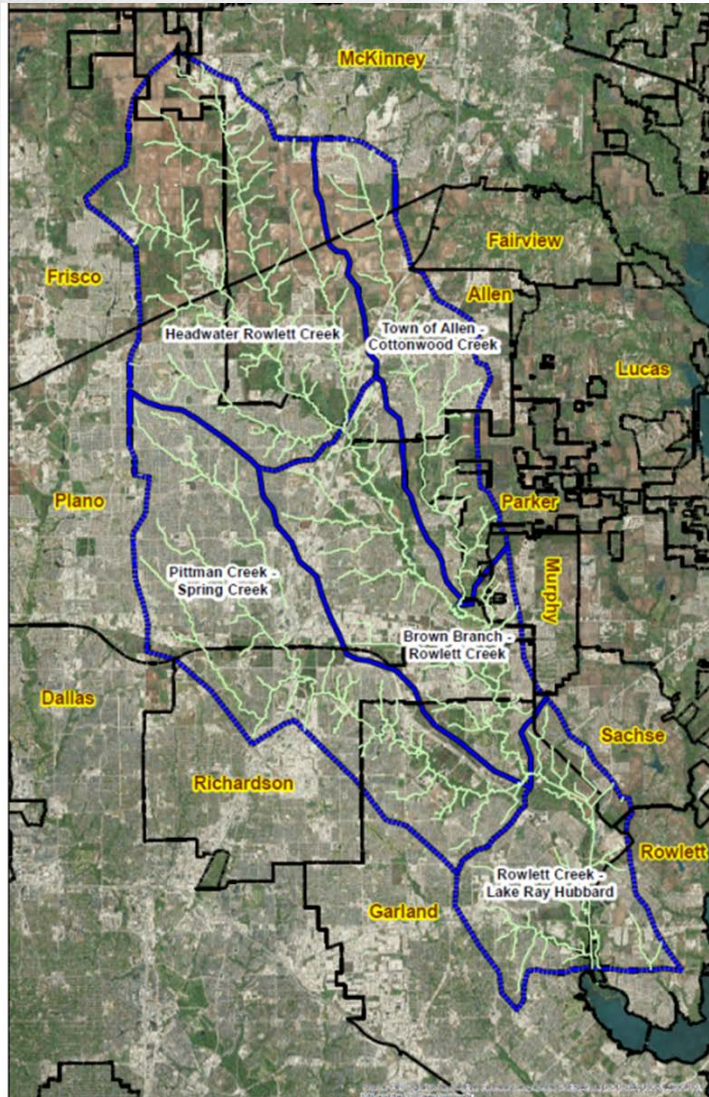 McKinney
Fairview
Frisco
Allen
Headwater Rowlett Creek
Town of Allen -
Cottonwood Creek
Lucas
Plano
Parker
Pittman Creek -
Spring Creek
Murphy
Brown Branch -
Rowlett Creek
Dallas
Sachse
Richardson
Rowlett
Rowlett Creek -
Lake Ray Hubbard
Garland